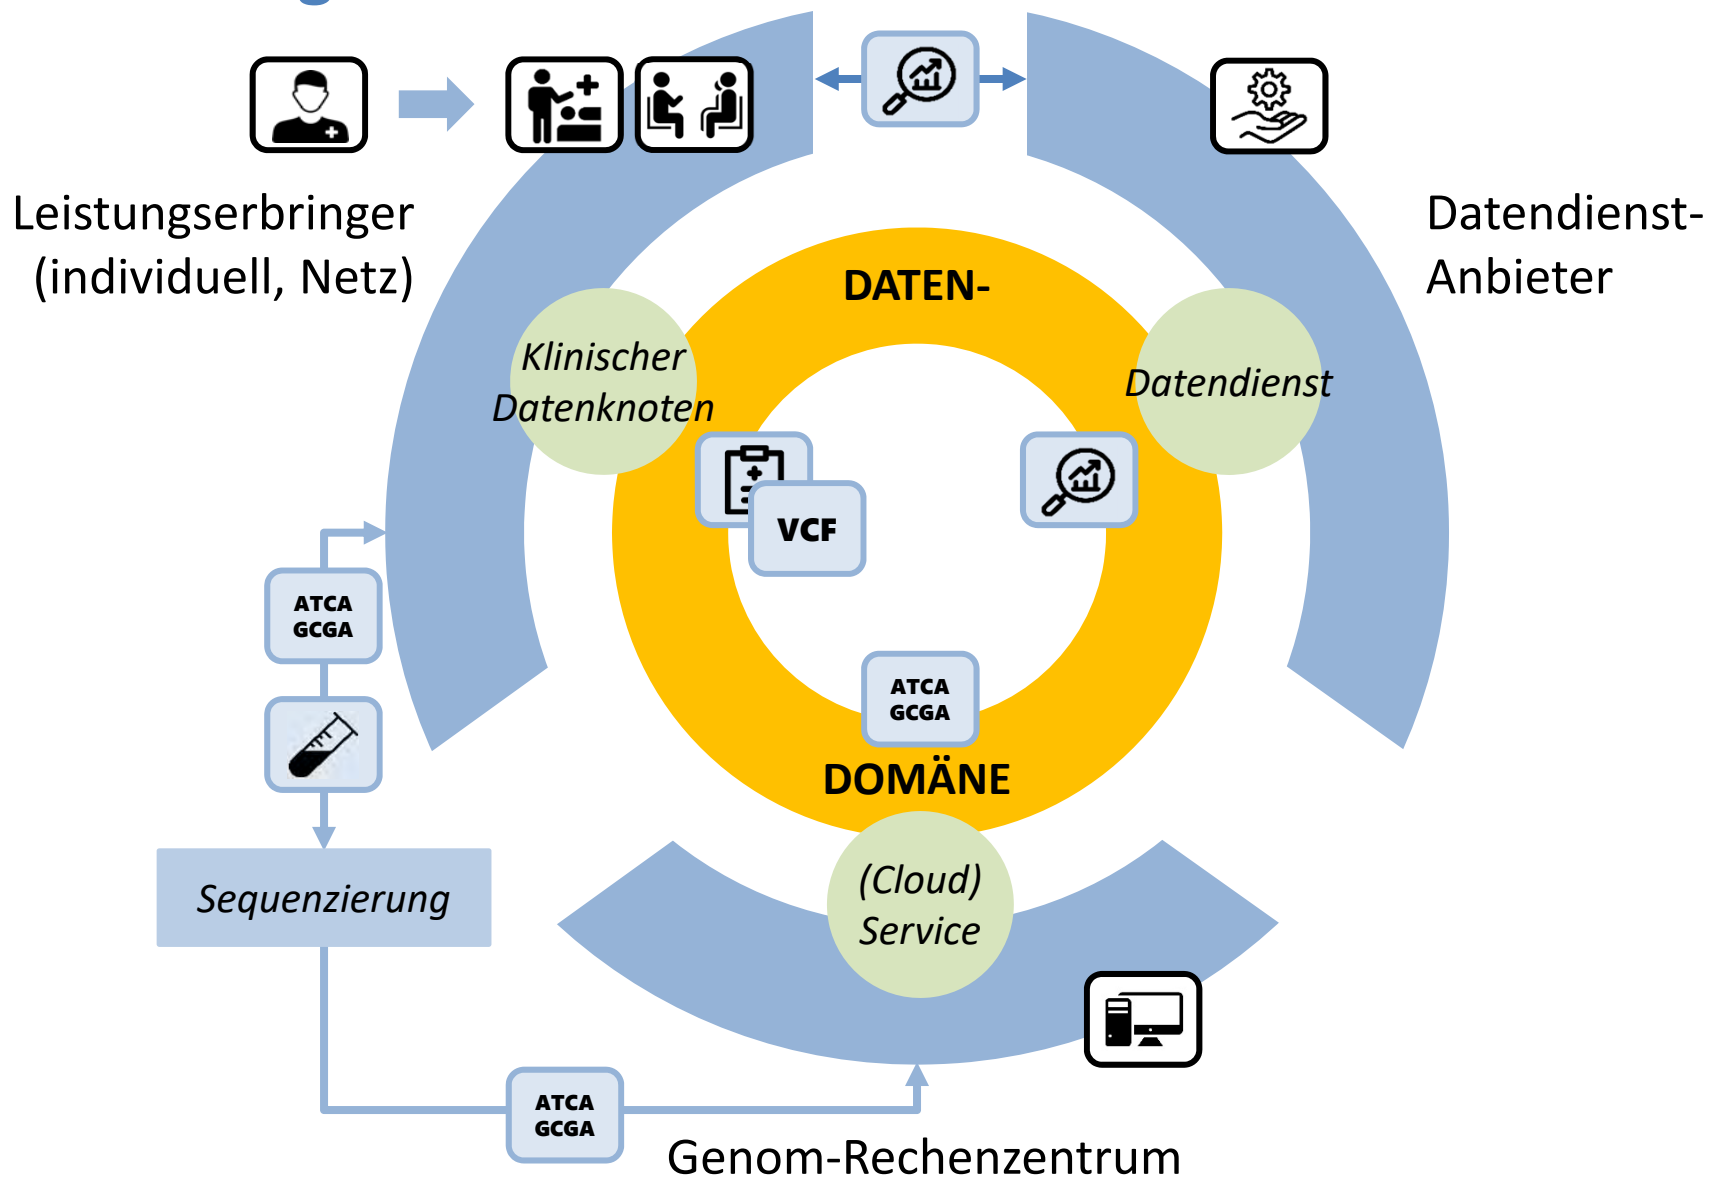 Leistungserbringer
(individuell, Netz)
Datendienst-
Anbieter
DATEN-
Klinischer
Datenknoten
Datendienst
VCF
ATCA
GCGA
ATCA
GCGA
DOMÄNE
(Cloud)
Service
Sequenzierung
ATCA
GCGA
Genom-Rechenzentrum